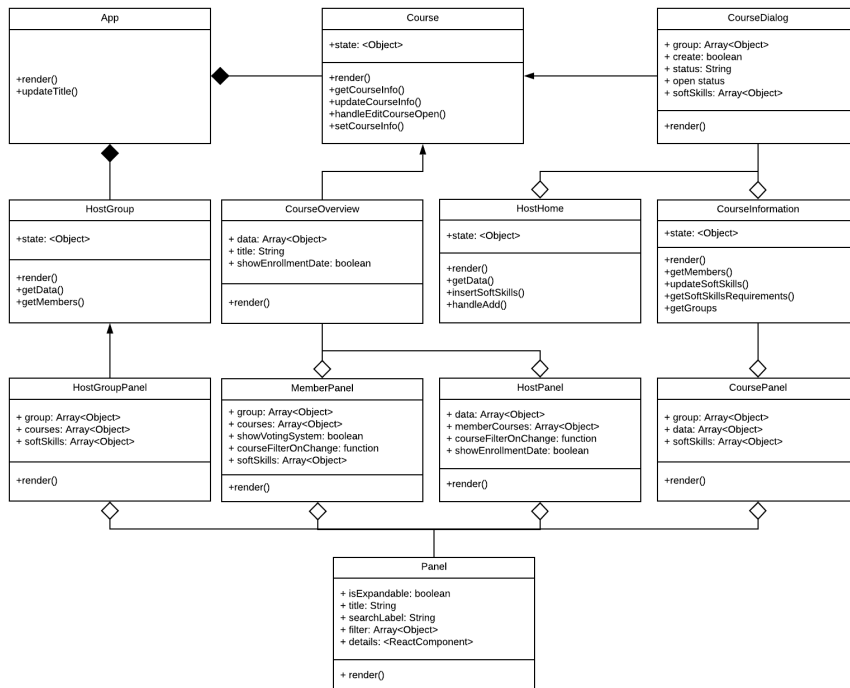 App
+render()
+updateTitle()
Course
+state: <Object>
+render()
+getCourseInfo()
+updateCourseInfo()
+handleEditCourseOpen()
+setCourseInfo()
CourseDialog
+ group: Array<Object>
+ create: boolean
+ status: String
+ open status
+ softSkills: Array<Object>
+render()
HostGroup
+state: <Object>
+render()
+getData()
+getMembers()
CourseOverview
+ data: Array<Object>
+ title: String
+ showEnrollmentDate: boolean
+render()
HostHome
+state: <Object>
+render()
+getData()
+insertSoftSkills()
+handleAdd()
CourseInformation
+state: <Object>
+render()
+getMembers()
+updateSoftSkills()
+getSoftSkillsRequirements()
+getGroups
HostGroupPanel
+ group: Array<Object>
+ courses: Array<Object>
+ softSkills: Array<Object>
+render()
MemberPanel
+ group: Array<Object>
+ courses: Array<Object>
+ showVotingSystem: boolean
+ courseFilterOnChange: function
+ softSkills: Array<Object>
+render()
HostPanel
+ data: Array<Object>
+ memberCourses: Array<Object>
+ courseFilterOnChange: function
+ showEnrollmentDate: boolean
+render()
CoursePanel
+ group: Array<Object>
+ data: Array<Object>
+ softSkills: Array<Object>
+render()
Panel
+ isExpandable: boolean
+ title: String
+ searchLabel: String
+ filter: Array<Object>
+ details: <ReactComponent>
+ render()